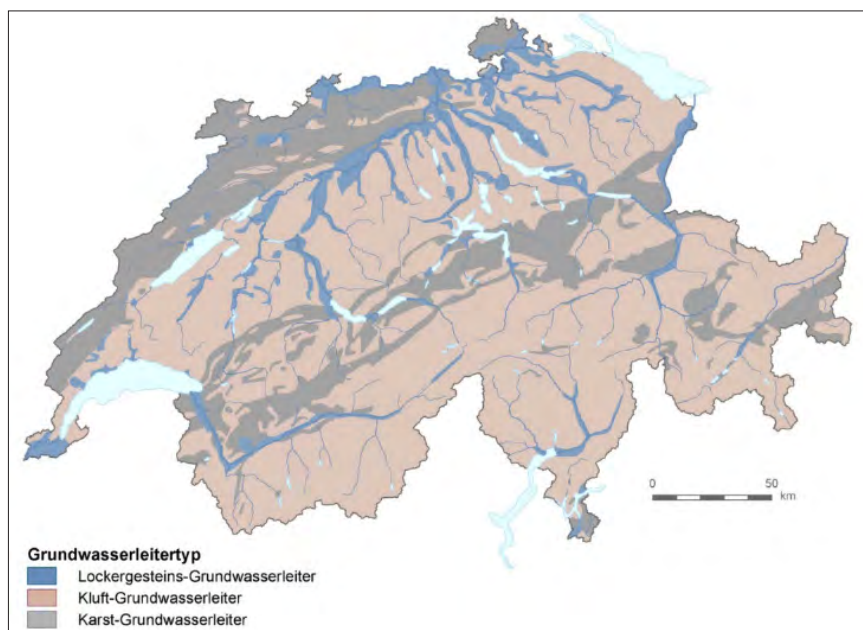 0 50
km
Grundwasserleitertyp
Lockergesteins-Grundwasserleiter
Kluft-Grundwasserleiter
Karst-Grundwasserleiter